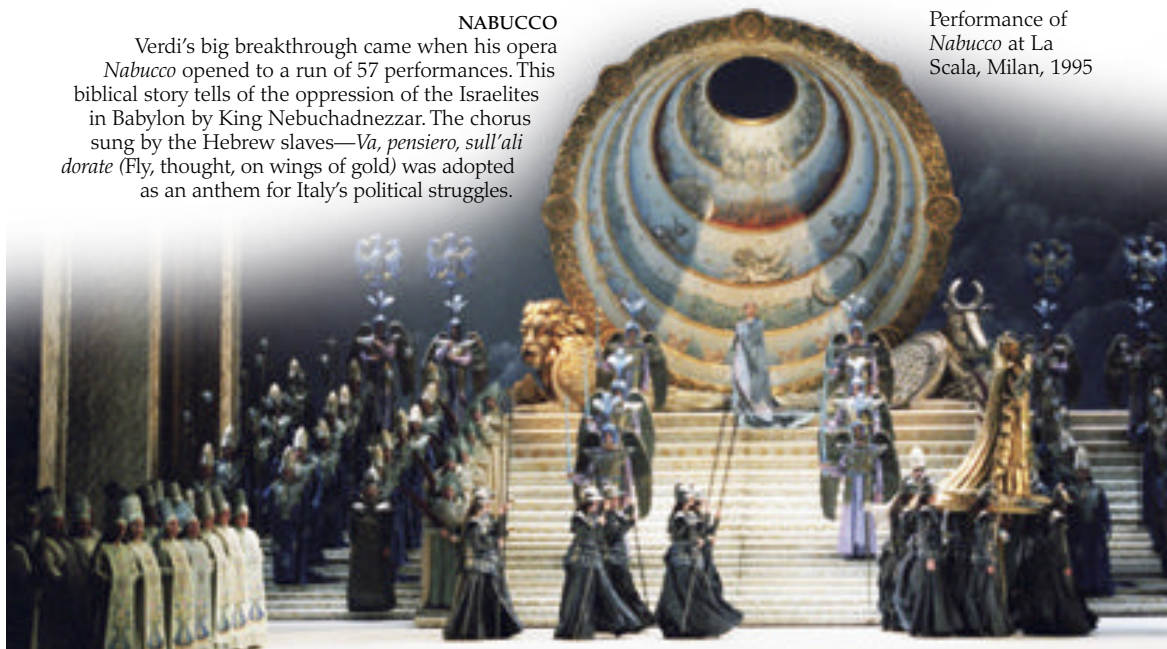 NABUCCO
Verdi’s big breakthrough came when his opera
Nabucco opened to a run of 57 performances. This
biblical story tells of the oppression of the Israelites
in Babylon by King Nebuchadnezzar. The chorus
sung by the Hebrew slaves—Va, pensiero, sull’ali
dorate (Fly, thought, on wings of gold) was adopted
as an anthem for Italy’s political struggles.
Performance of
Nabucco at La
Scala, Milan, 1995